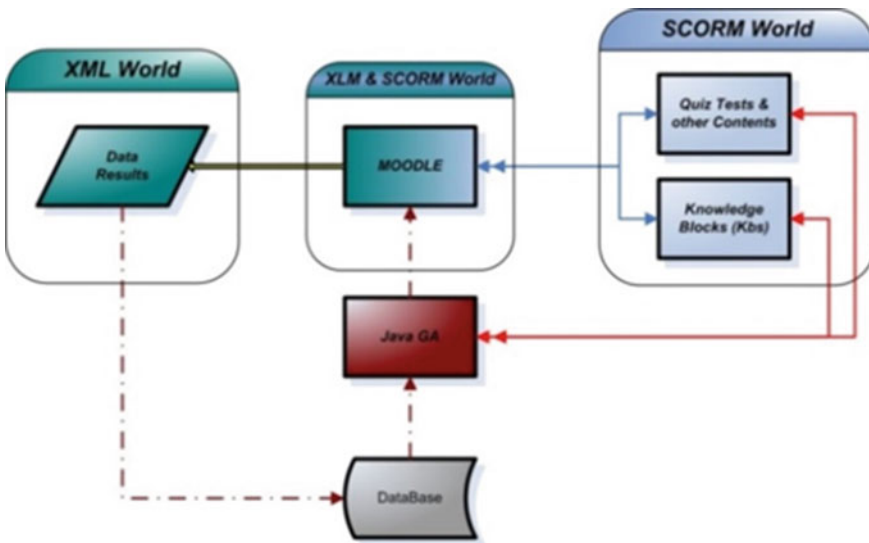 XML World
XLM & SCORM World
SCORM World
Data
Results
MOODLE
Quiz Tests &
other Contents
Knowledge
Blocks (Kbs)
Java GA
DataBase